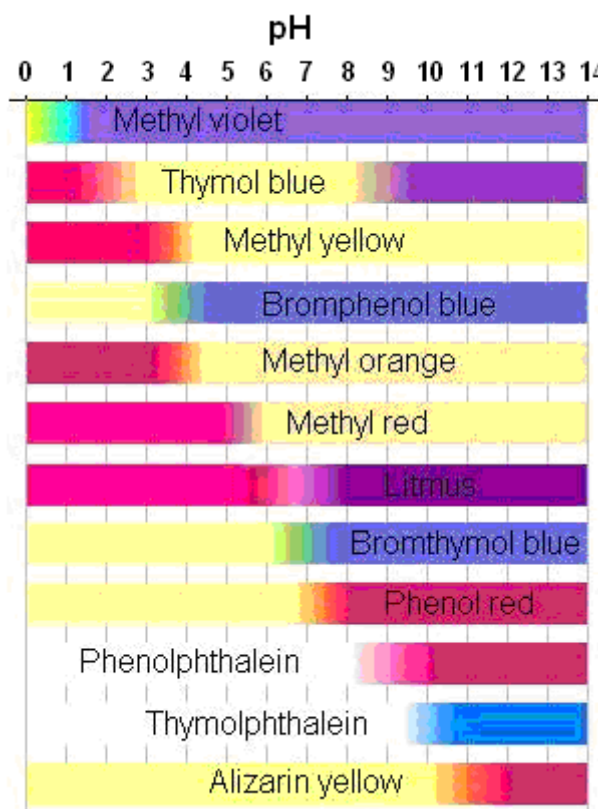 pH
0 1 2 3 4 5 6 7 8 9 10 11 12 13 14
Methyl violet
Thymol blue
Methyl yellow
Bromphenol blue
Methyl orange
Methyl red
Litmus
Bromthymol blue
Phenol red
Phenolphthalein
Thymolphthalein
Alizarin yellow